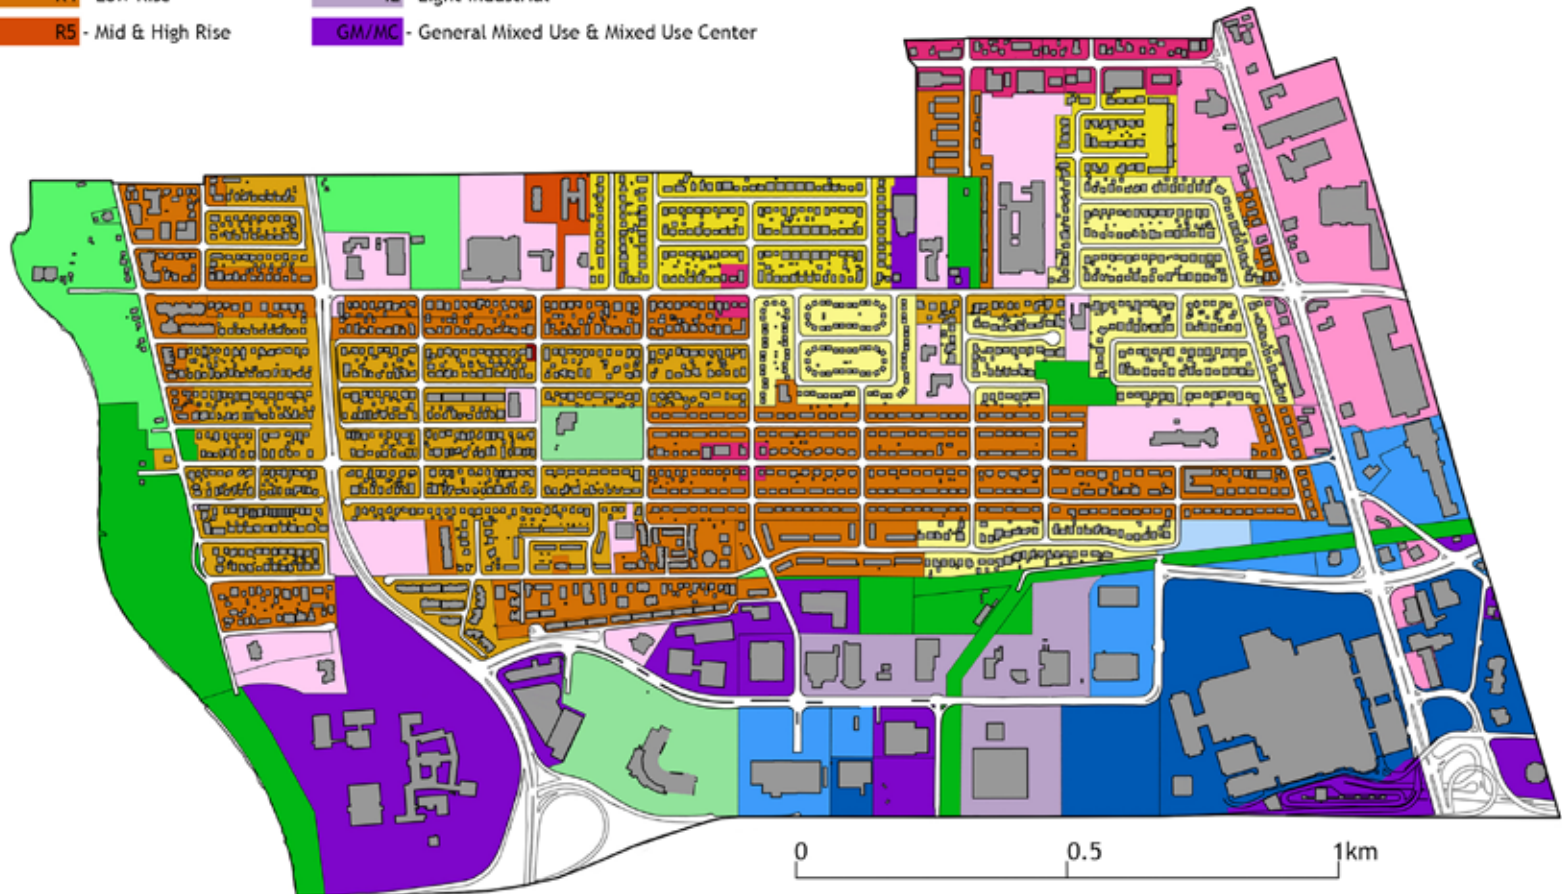 R5 - Mid & High Rise
GM/MC - General Mixed Use & Mixed Use Center
0 0.5 1km